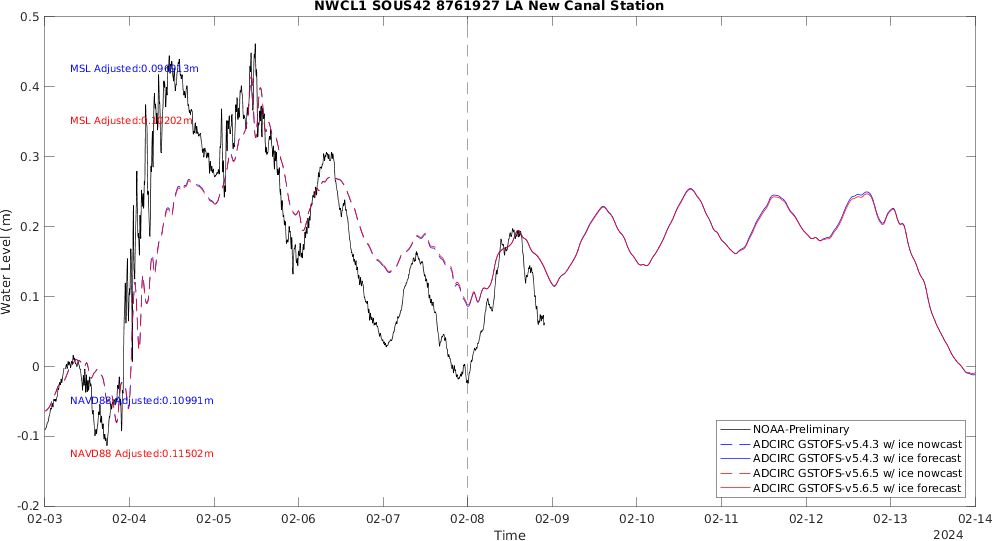 NWCL1 SOUS42 8761927 LA New Canal Station
0.5
0.4
0.3
0.2
0.1
0
-0.1
-0.2
Water Level (m)
MSL Adjusted:0.096913m
MSL Adjusted:0.10202m
NAVD88 Adjusted:0.10991m
NAVD88 Adjusted:0.11502m
NOAA-Preliminary
ADCIRC GSTOFS-v5.4.3 w/ ice nowcast
ADCIRC GSTOFS-v5.4.3 w/ ice forecast
ADCIRC GSTOFS-v5.6.5 w/ ice nowcast
ADCIRC GSTOFS-v5.6.5 w/ ice forecast
02-03 02-04 02-05 02-06 02-07 02-08 02-09 02-10 02-11 02-12 02-13 02-14
Time
2024